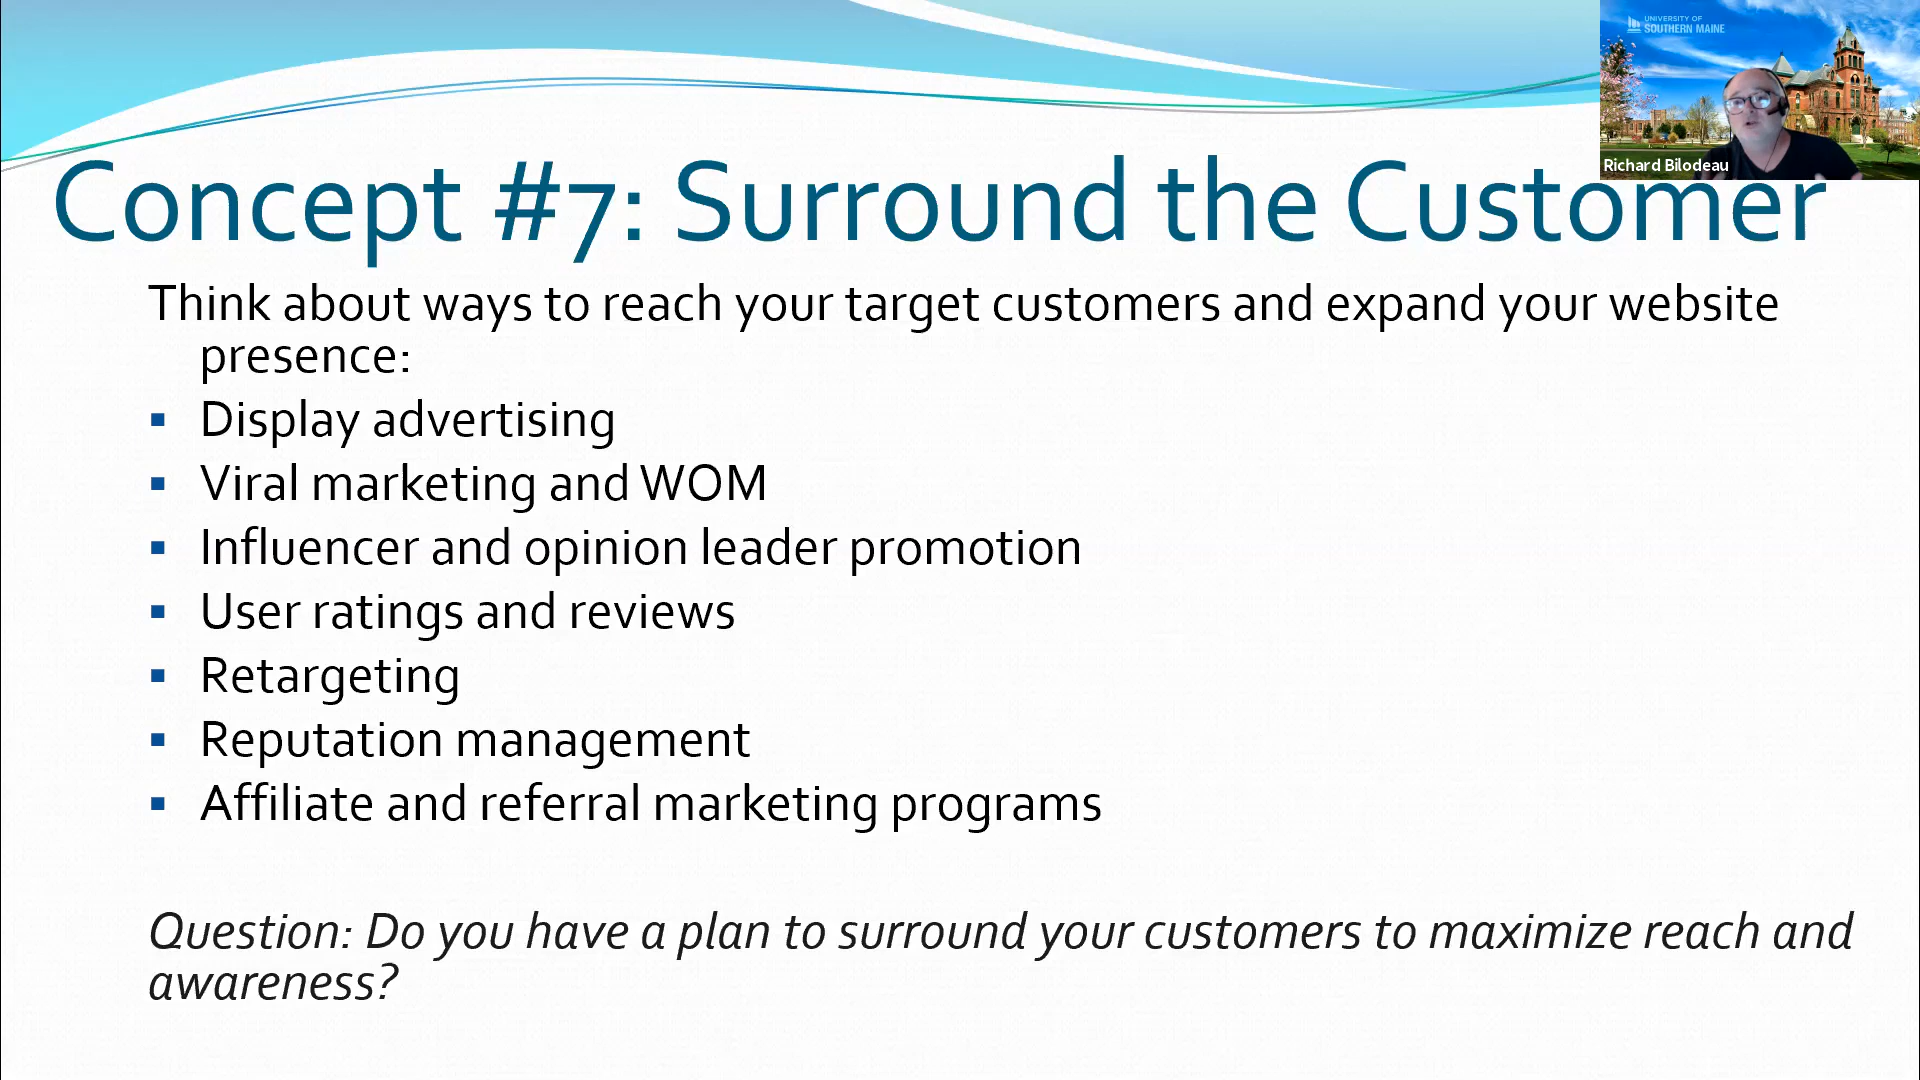 UNIVERSITY OF
SOUTHERN MAINE
Richard Bilodeau
Concept #7: Surround the Customer
Think about ways to reach your target customers and expand your website
presence:
▪ Display advertising
▪ Viral marketing and WOM
▪ Influencer and opinion leader promotion
▪ User ratings and reviews
▪ Retargeting
▪ Reputation management
▪ Affiliate and referral marketing programs
Question: Do you have a plan to surround your customers to maximize reach and
awareness?